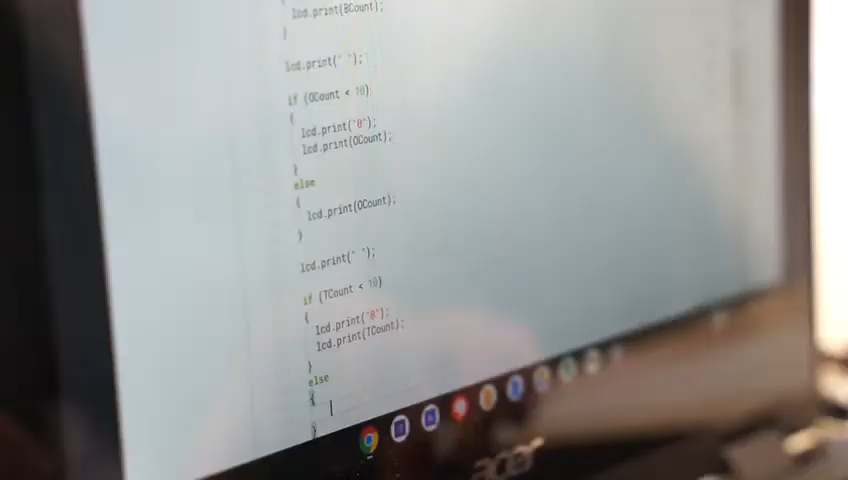 lcd.print(BCount);
}
lcd.print(" ");
if (OCount < 10)
{
lcd.print("0");
lcd.print(OCount);
}
else
{
lcd.print(OCount);
}
lcd.print(" ");
if (TCount < 10)
{
lcd.print("0");
lcd.print(TCount);
}
else
{
}
acer